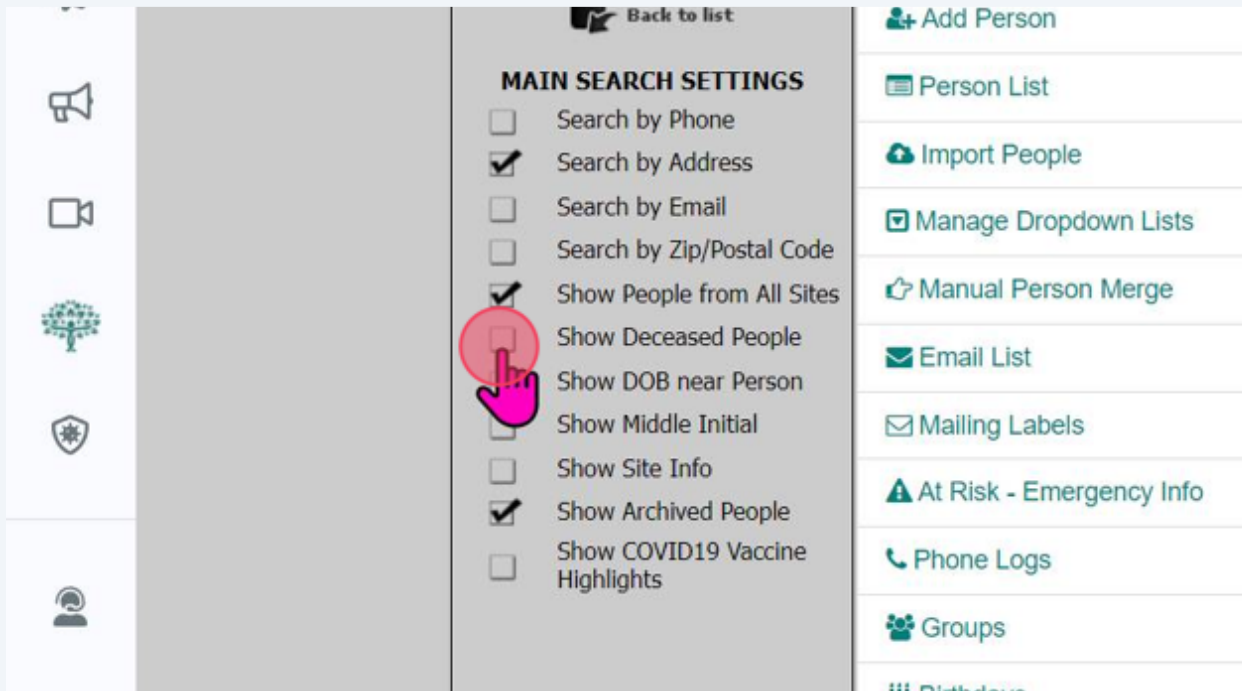 Back to list
MAIN SEARCH SETTINGS
Search by Phone
Search by Address
Search by Email
Search by Zip/Postal Code
Show People from All Sites
Show Deceased People
Show DOB near Person
Show Middle Initial
Show Site Info
Show Archived People
Show COVID19 Vaccine
Highlights
Add Person
Person List
Import People
Manage Dropdown Lists
Manual Person Merge
Email List
Mailing Labels
At Risk - Emergency Info
Phone Logs
Groups